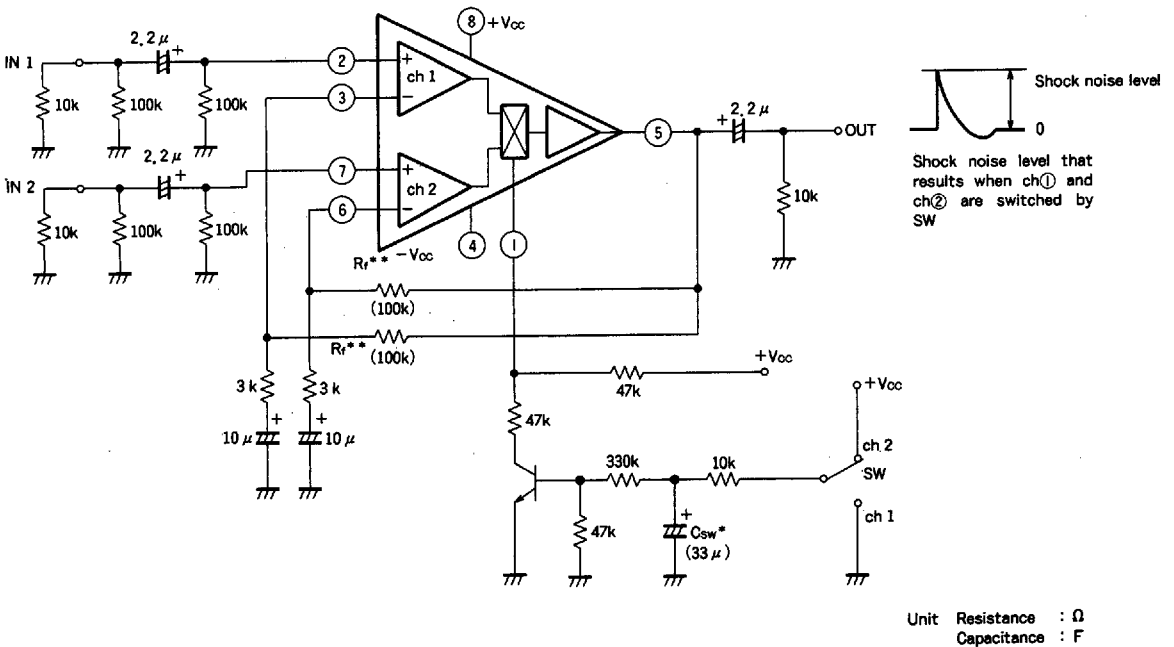 IN 1
2.2μ
+
10k
100k
100k
IN 2
2.2μ
+
10k
100k
100k
2
3
7
6
+
ch 1
−
+
ch 2
−
8
+Vcc
4
−Vcc
1
5
+
2.2μ
OUT
10k
Shock noise level
0
Shock noise level that
results when ch① and
ch② are switched by
SW
Rf**
(100k)
Rf**
(100k)
3k
3k
+
10μ
+
10μ
47k
+Vcc
47k
330k
10k
47k
+
Csw*
(33μ)
+Vcc
ch 2
SW
ch 1
Unit Resistance : Ω
Capacitance : F